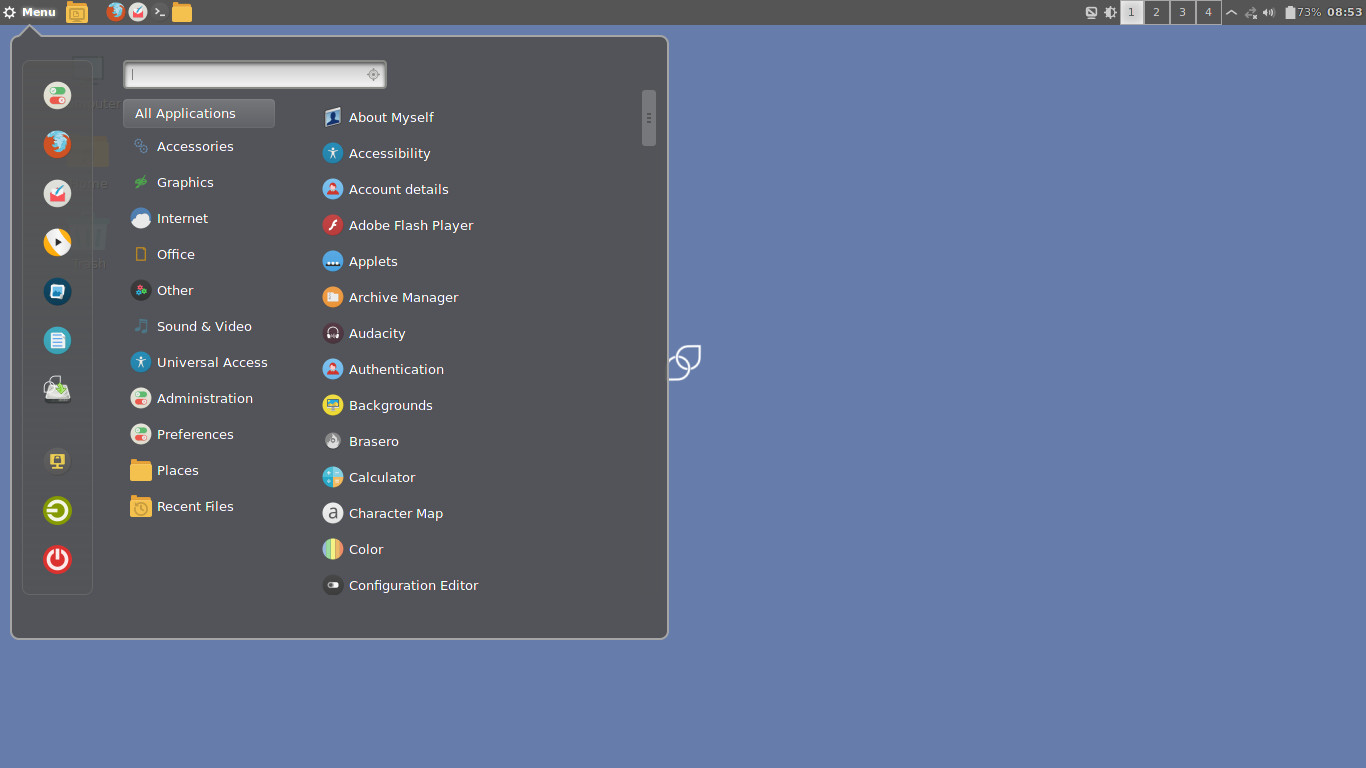 Menu
1 2 3 4 73% 08:53
All Applications
Accessories
Graphics
Internet
Office
Other
Sound & Video
Universal Access
Administration
Preferences
Places
Recent Files
About Myself
Accessibility
Account details
Adobe Flash Player
Applets
Archive Manager
Audacity
Authentication
Backgrounds
Brasero
Calculator
a Character Map
Color
Configuration Editor